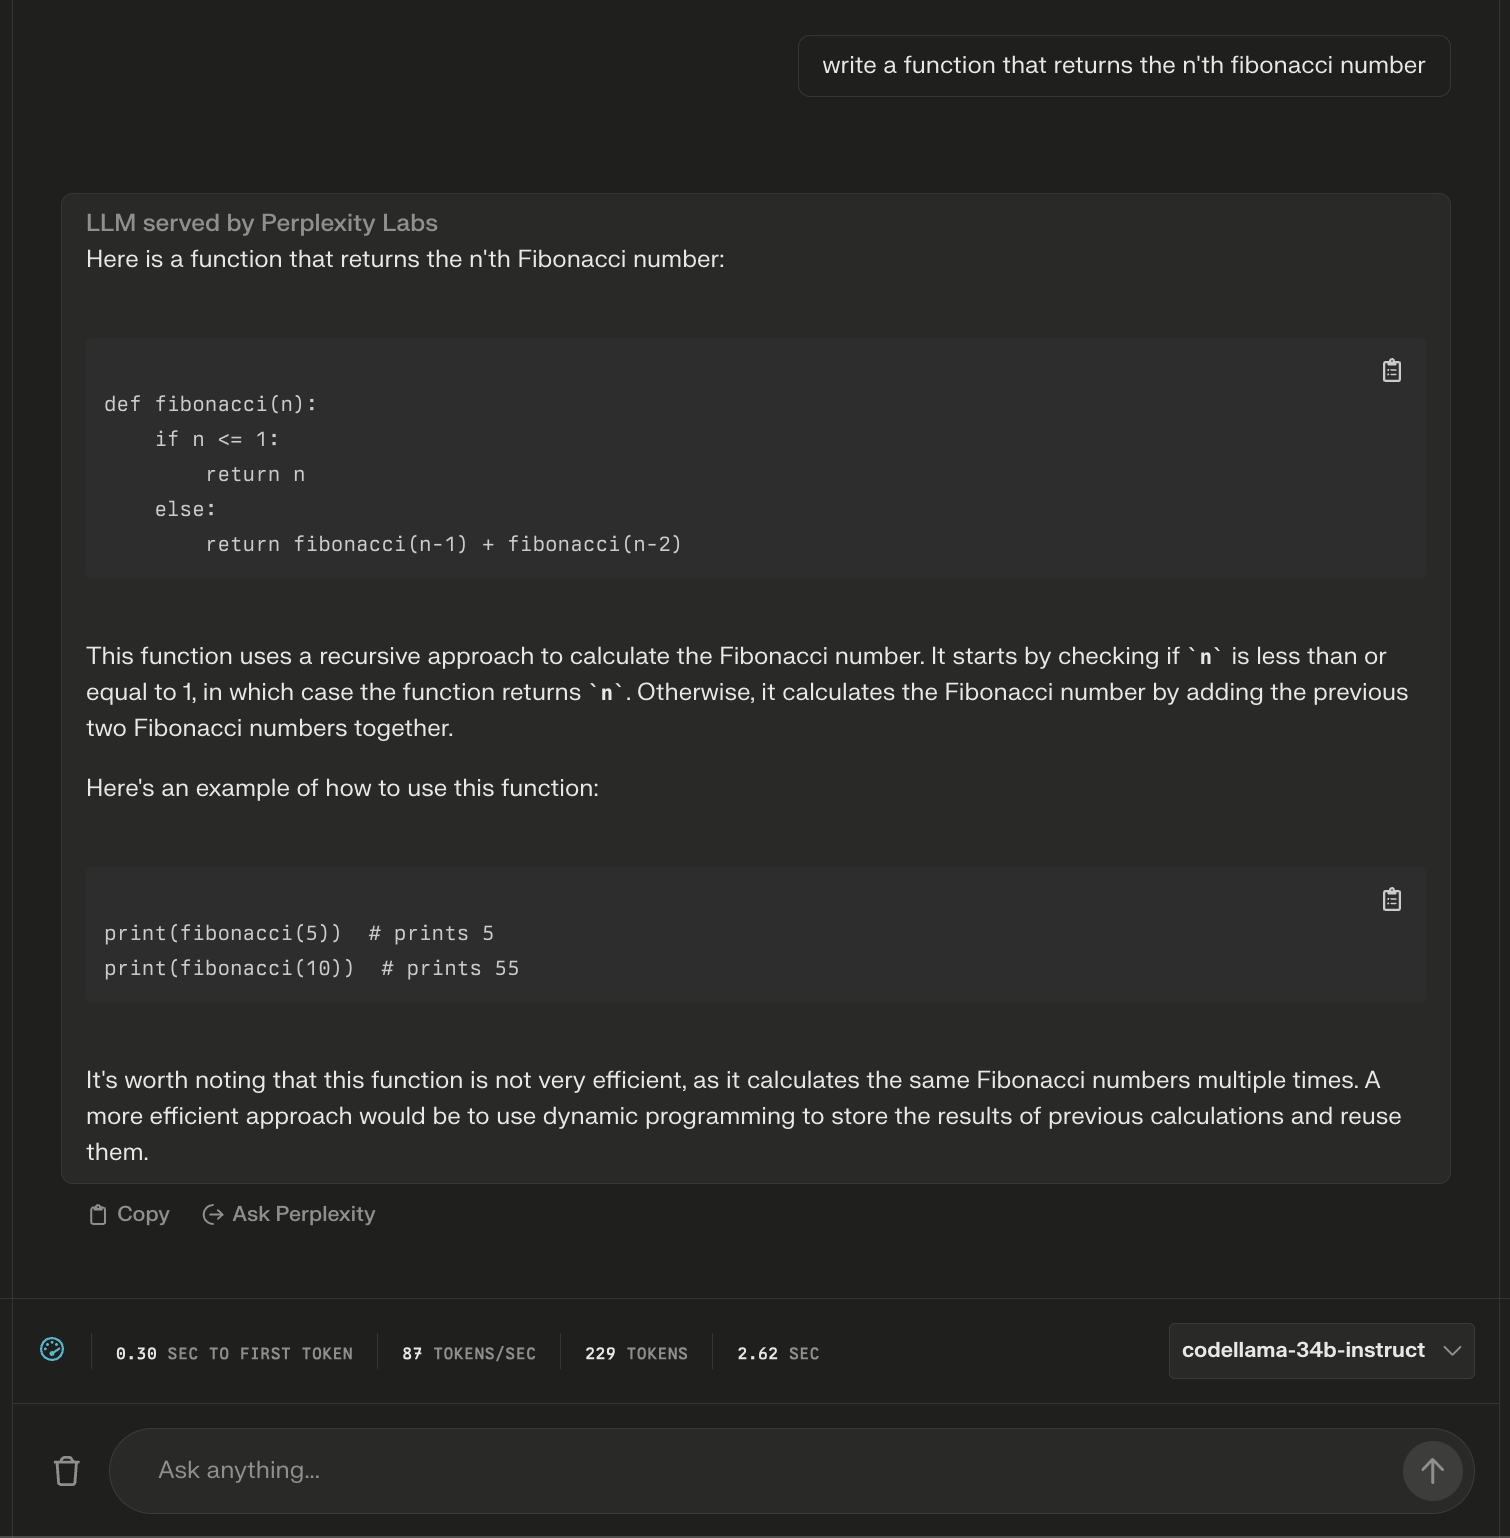 write a function that returns the n'th fibonacci number
LLM served by Perplexity Labs
Here is a function that returns the n'th Fibonacci number:
def fibonacci(n):
    if n <= 1:
        return n
    else:
        return fibonacci(n-1) + fibonacci(n-2)
This function uses a recursive approach to calculate the Fibonacci number. It starts by checking if `n` is less than or
equal to 1, in which case the function returns `n`. Otherwise, it calculates the Fibonacci number by adding the previous
two Fibonacci numbers together.
Here's an example of how to use this function:
print(fibonacci(5))  # prints 5
print(fibonacci(10))  # prints 55
It's worth noting that this function is not very efficient, as it calculates the same Fibonacci numbers multiple times. A
more efficient approach would be to use dynamic programming to store the results of previous calculations and reuse
them.
Copy Ask Perplexity
0.30 SEC TO FIRST TOKEN 87 TOKENS/SEC 229 TOKENS 2.62 SEC codellama-34b-instruct
Ask anything...